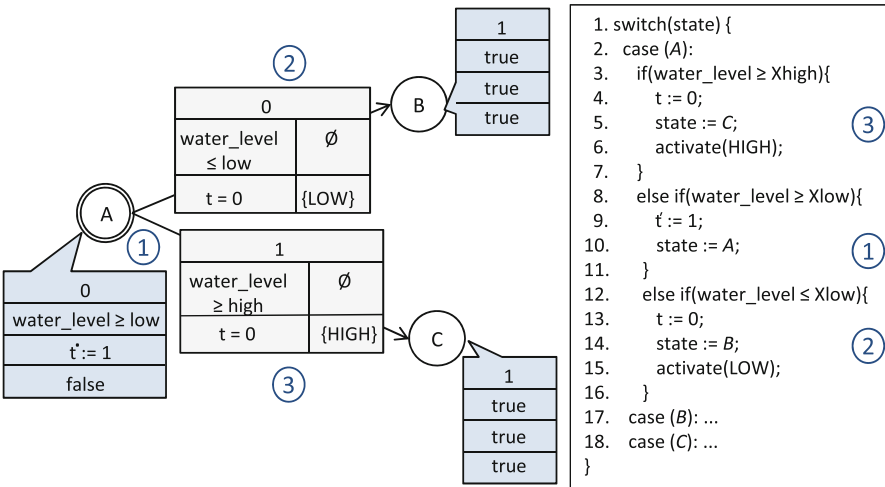 2
0
water_level
≤ low
Ø
t = 0
{LOW}
B
1
true
true
true
A
1
0
water_level ≥ low
ṫ := 1
false
1
water_level
≥ high
Ø
t = 0
{HIGH}
3
C
1
true
true
true
1. switch(state) {
2. case (A):
3. if(water_level ≥ Xhigh){
4. t := 0;
5. state := C;
6. activate(HIGH);
7. }
8. else if(water_level ≥ Xlow){
9. ṫ := 1;
10. state := A;
11. }
12. else if(water_level ≤ Xlow){
13. t := 0;
14. state := B;
15. activate(LOW);
16. }
17. case (B): ...
18. case (C): ...
}
3
1
2